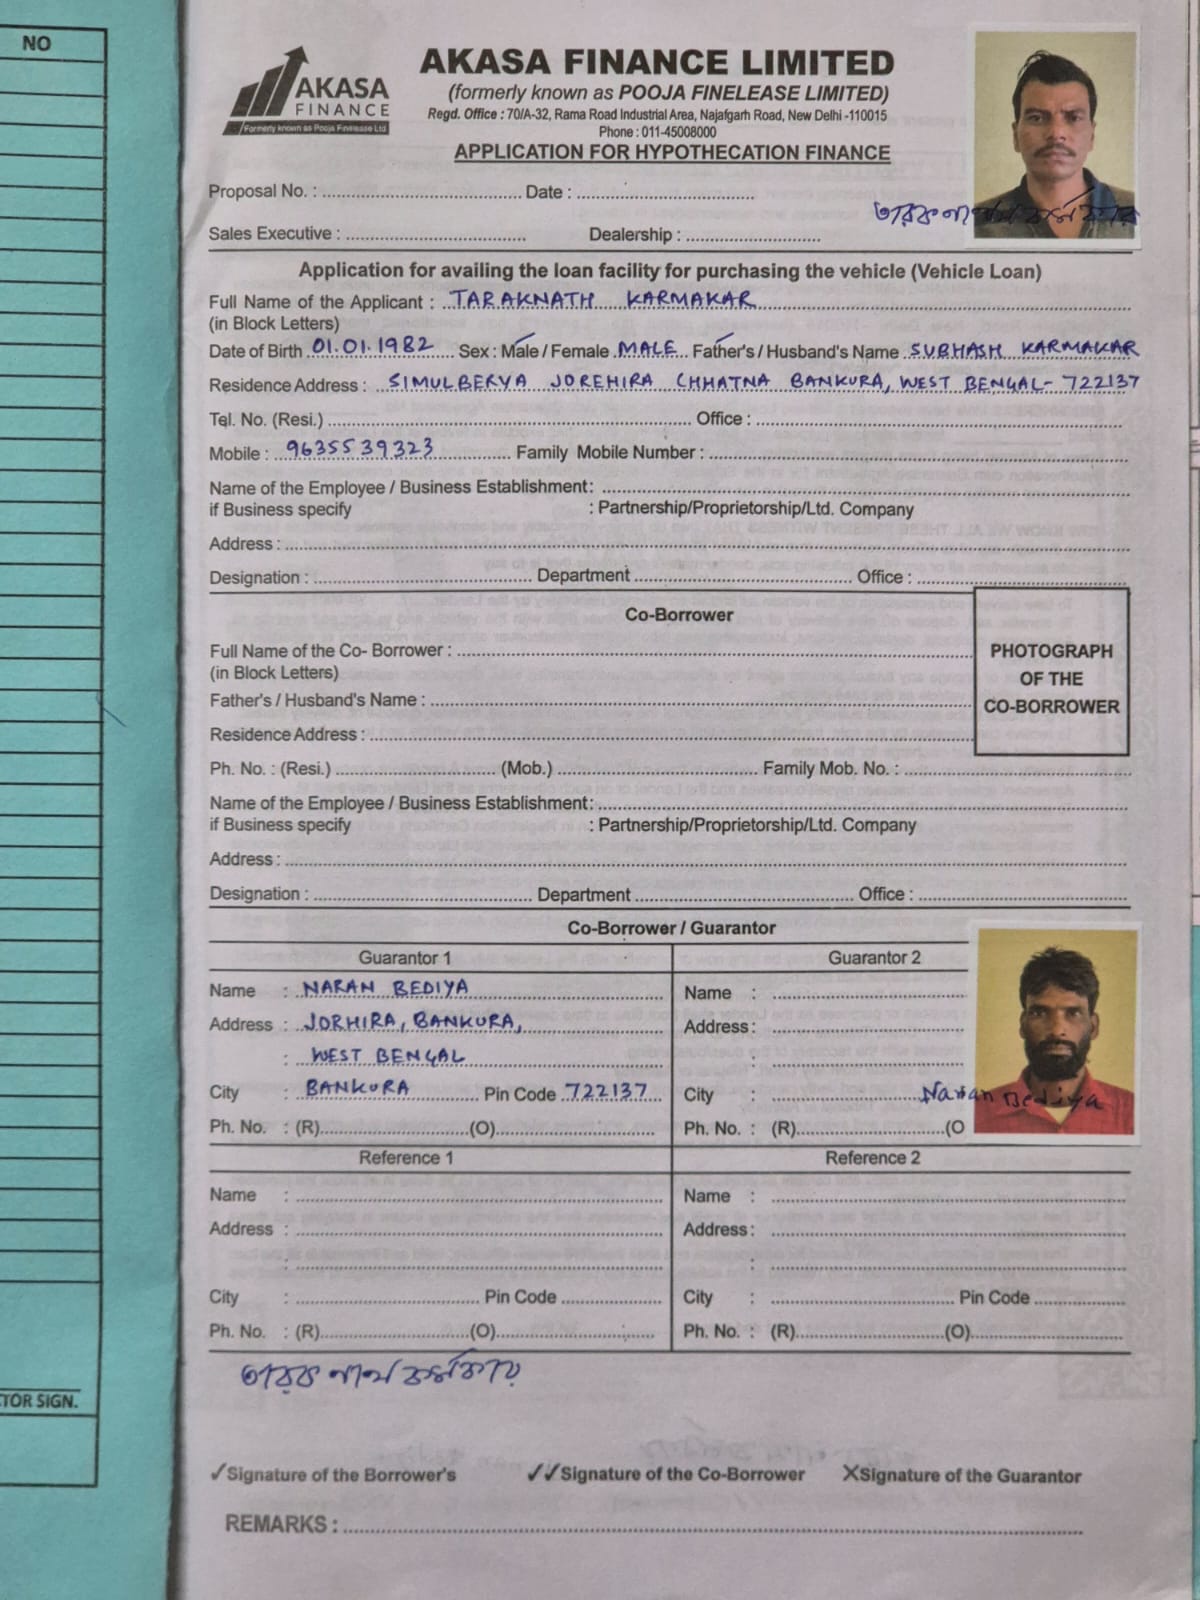 NO
AKASA
FINANCE
Formerly known as Pooja Finelease Ltd.
AKASA FINANCE LIMITED
(formerly known as POOJA FINELEASE LIMITED)
Regd. Office : 70/A-32, Rama Road Industrial Area, Najafgarh Road, New Delhi -110015
Phone : 011-45008000
APPLICATION FOR HYPOTHECATION FINANCE
Proposal No. : Date :
তারকনাথ কর্মকার
Sales Executive : Dealership :
Application for availing the loan facility for purchasing the vehicle (Vehicle Loan)
Full Name of the Applicant : TARAKNATH KARMAKAR
(in Block Letters)
Date of Birth 01.01.1982 Sex : Male / Female MALE Father's / Husband's Name SUBHASH KARMAKAR
Residence Address : SIMULBERYA JOREHIRA CHHATNA BANKURA, WEST BENGAL- 722137
Tel. No. (Resi.) Office :
Mobile : 9635539323 Family Mobile Number :
Name of the Employee / Business Establishment:
if Business specify : Partnership/Proprietorship/Ltd. Company
Address :
Designation : Department Office :
Co-Borrower
Full Name of the Co- Borrower :
(in Block Letters)
PHOTOGRAPH
OF THE
CO-BORROWER
Father's / Husband's Name :
Residence Address :
Ph. No. : (Resi.) (Mob.) Family Mob. No. :
Name of the Employee / Business Establishment:
if Business specify : Partnership/Proprietorship/Ltd. Company
Address :
Designation : Department Office :
Co-Borrower / Guarantor
Guarantor 1 Guarantor 2
Name : NARAN BEDIYA Name :
Address : JORHIRA, BANKURA, Address :
: WEST BENGAL :
City : BANKURA Pin Code 722137 City : Naran Bediya
Ph. No. : (R) (O) Ph. No. : (R) (O
Reference 1 Reference 2
Name : Name :
Address : Address :
: :
City : Pin Code City : Pin Code
Ph. No. : (R) (O) Ph. No. : (R) (O)
তারকনাথ কর্মকার
TOR SIGN.
✓Signature of the Borrower's ✓✓Signature of the Co-Borrower XSignature of the Guarantor
REMARKS :